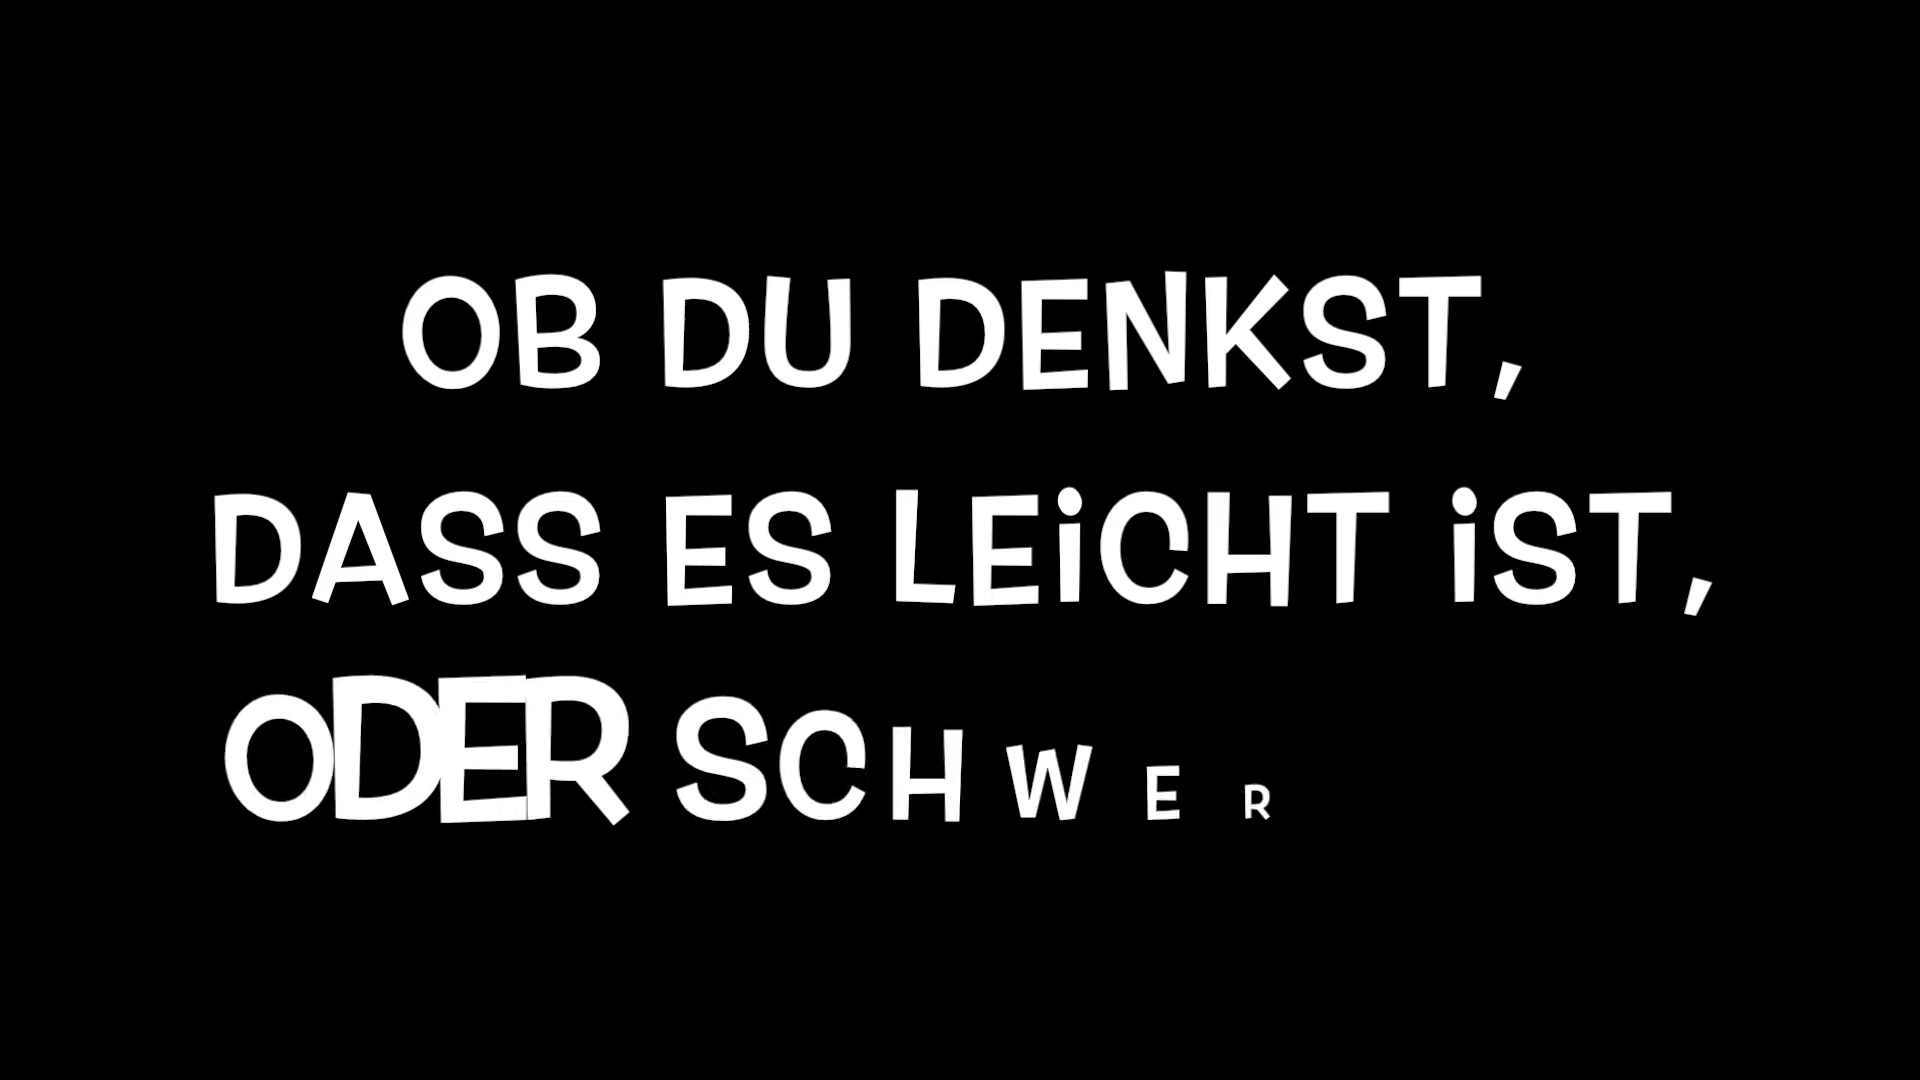 OB DU DENKST,
DASS ES LEiCHT iST,
ODER SCHWER